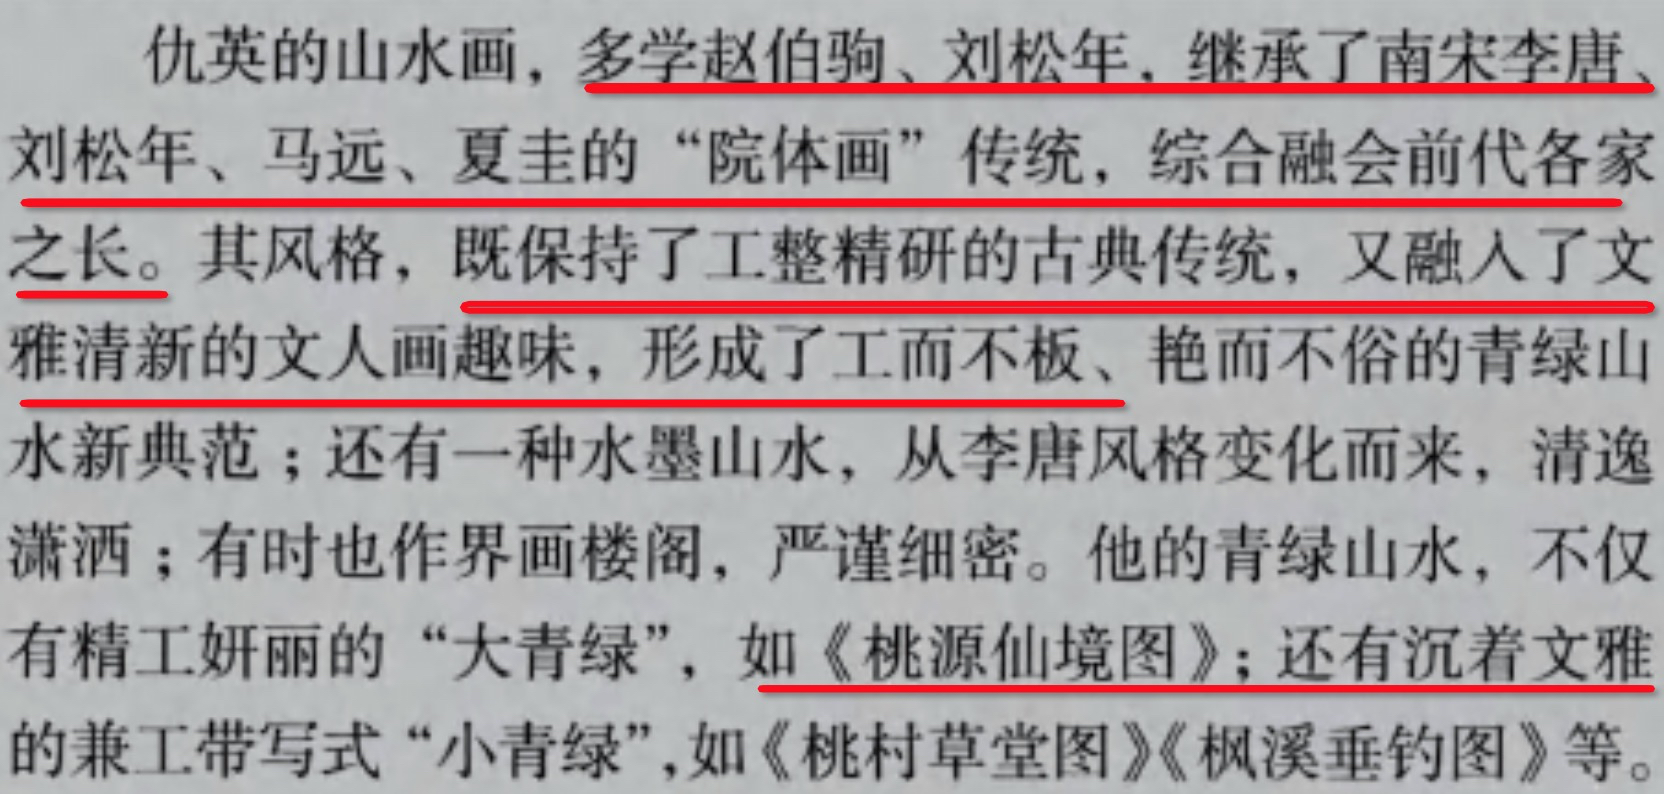 仇英的山水画，多学赵伯驹、刘松年，继承了南宋李唐、
刘松年、马远、夏圭的“院体画”传统，综合融会前代各家
之长。其风格，既保持了工整精研的古典传统，又融入了文
雅清新的文人画趣味，形成了工而不板、艳而不俗的青绿山
水新典范；还有一种水墨山水，从李唐风格变化而来，清逸
潇洒；有时也作界画楼阁，严谨细密。他的青绿山水，不仅
有精工妍丽的“大青绿”，如《桃源仙境图》；还有沉着文雅
的兼工带写式“小青绿”,如《桃村草堂图》《枫溪垂钓图》等。